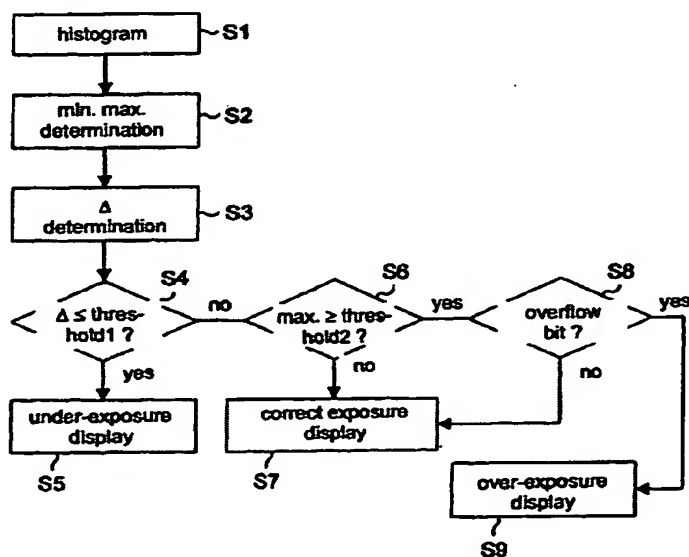 histogram
S1
min. max.
determination
S2
Δ
determination
S3
S4
Δ ≤ thres-
hold1 ?
no
yes
S6
max. ≥ thres-
hold2 ?
yes
no
S8
overflow
bit ?
yes
no
under-exposure
display
S5
correct exposure
display
S7
over-exposure
display
S9